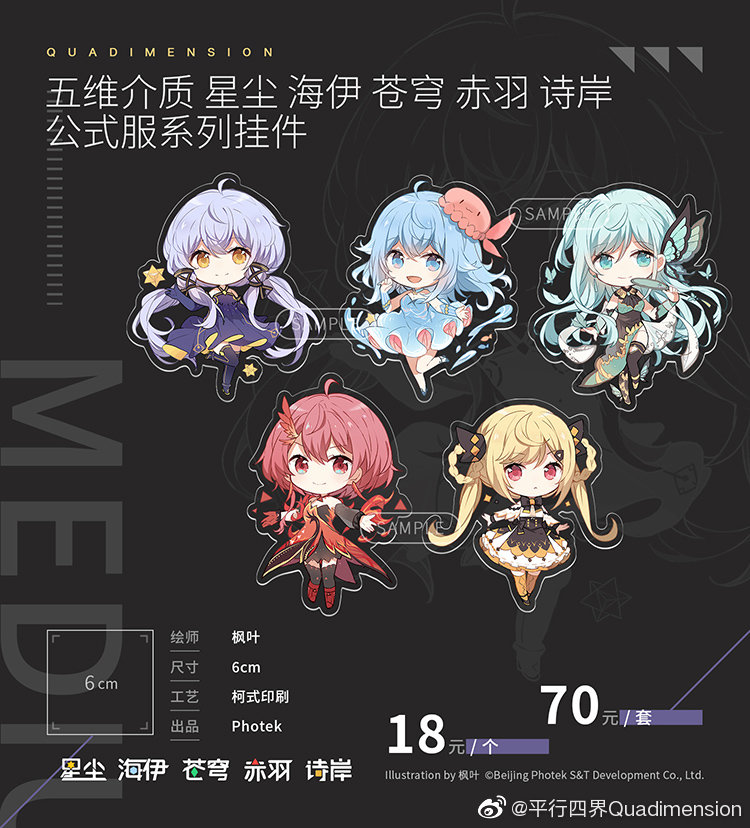 QUADIMENSION
五维介质 星尘 海伊 苍穹 赤羽 诗岸
公式服系列挂件
SAMPLE
SAMPLE
SAMPLE
MEDIU
6cm
绘师 枫叶
尺寸 6cm
工艺 柯式印刷
出品 Photek
18元/个
70元/套
星尘 海伊 苍穹 赤羽 诗岸
Illustration by 枫叶 ©Beijing Photek S&T Development Co., Ltd.
@平行四界Quadimension